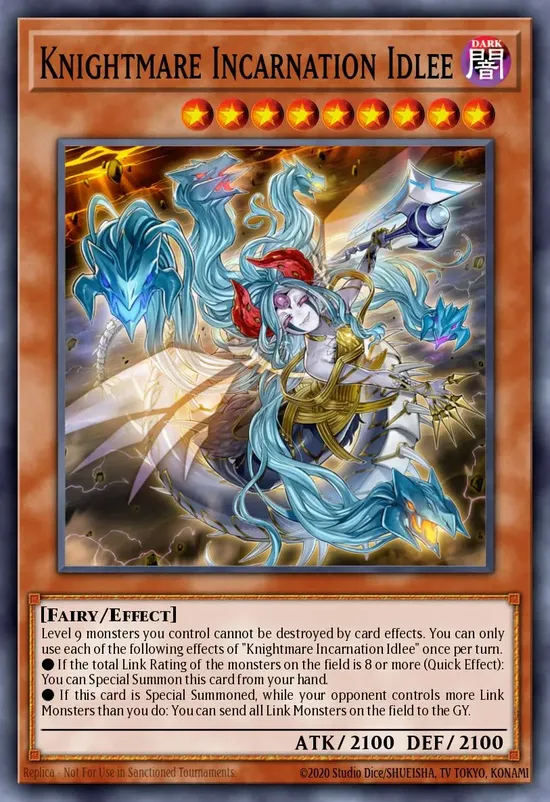 KNIGHTMARE INCARNATION IDLEE
DARK
闇
[FAIRY/EFFECT]
Level 9 monsters you control cannot be destroyed by card effects. You can only
use each of the following effects of "Knightmare Incarnation Idlee" once per turn.
● If the total Link Rating of the monsters on the field is 8 or more (Quick Effect):
You can Special Summon this card from your hand.
● If this card is Special Summoned, while your opponent controls more Link
Monsters than you do: You can send all Link Monsters on the field to the GY.
ATK/2100 DEF/2100
Replica - Not For Use in Sanctioned Tournaments
©2020 Studio Dice/SHUEISHA, TV TOKYO, KONAMI